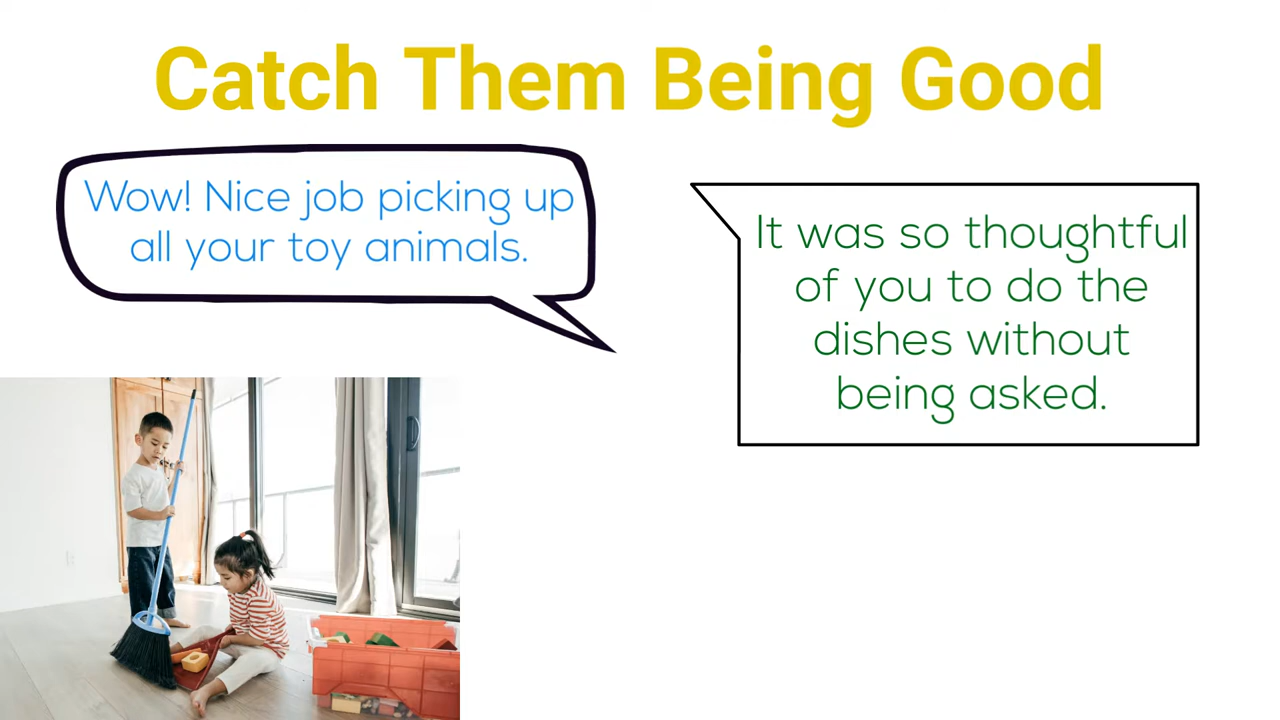 Catch Them Being Good
Wow! Nice job picking up
all your toy animals.
It was so thoughtful
of you to do the
dishes without
being asked.